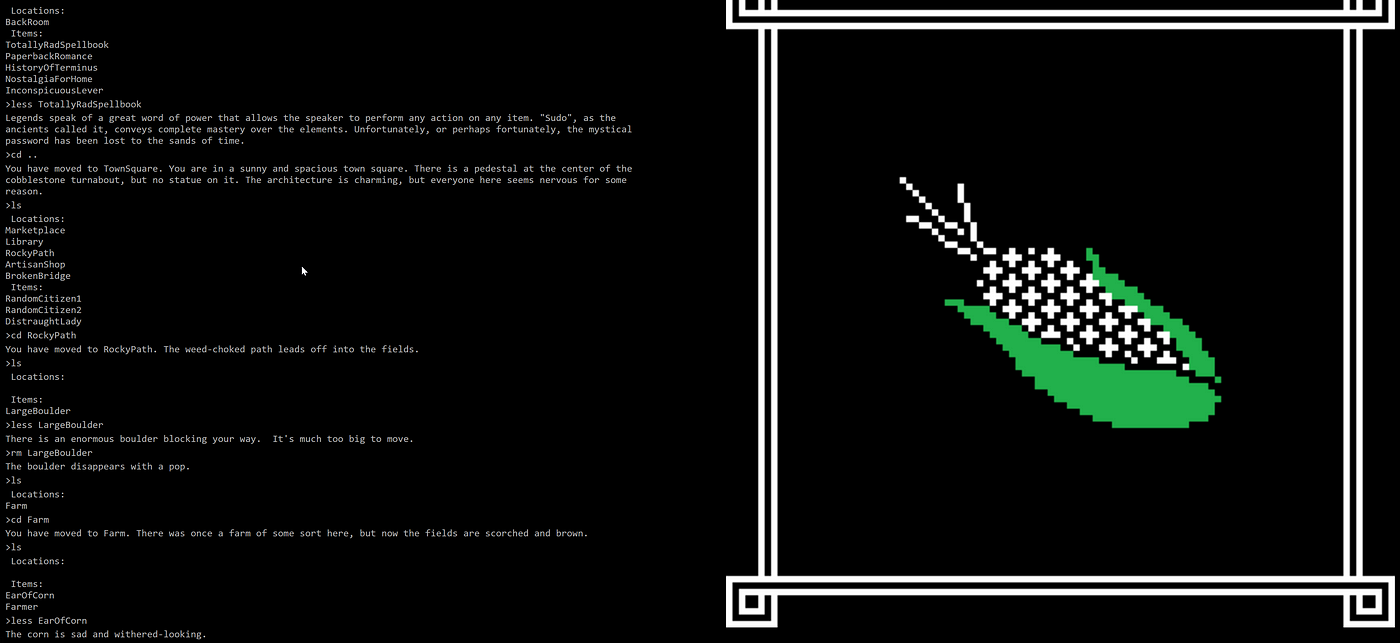 Locations:
BackRoom
Items:
TotallyRadSpellbook
PaperbackRomance
HistoryOfTerminus
NostalgiaForHome
InconspicuousLever
>less TotallyRadSpellbook
Legends speak of a great word of power that allows the speaker to perform any action on any item. "Sudo", as the
ancients called it, conveys complete mastery over the elements. Unfortunately, or perhaps fortunately, the mystical
password has been lost to the sands of time.
>cd ..
You have moved to TownSquare. You are in a sunny and spacious town square. There is a pedestal at the center of the
cobblestone turnabout, but no statue on it. The architecture is charming, but everyone here seems nervous for some
reason.
>ls
Locations:
Marketplace
Library
RockyPath
ArtisanShop
BrokenBridge
Items:
RandomCitizen1
RandomCitizen2
DistraughtLady
>cd RockyPath
You have moved to RockyPath. The weed-choked path leads off into the fields.
>ls
Locations:
Items:
LargeBoulder
>less LargeBoulder
There is an enormous boulder blocking your way.  It's much too big to move.
>rm LargeBoulder
The boulder disappears with a pop.
>ls
Locations:
Farm
>cd Farm
You have moved to Farm. There was once a farm of some sort here, but now the fields are scorched and brown.
>ls
Locations:
Items:
EarOfCorn
Farmer
>less EarOfCorn
The corn is sad and withered-looking.